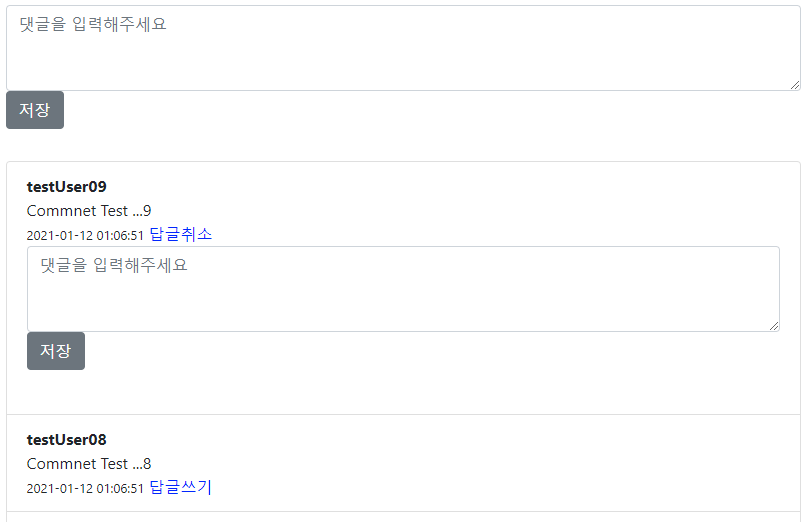 댓글을 입력해주세요
저장
testUser09
Commnet Test ...9
2021-01-12 01:06:51 답글취소
댓글을 입력해주세요
저장
testUser08
Commnet Test ...8
2021-01-12 01:06:51 답글쓰기